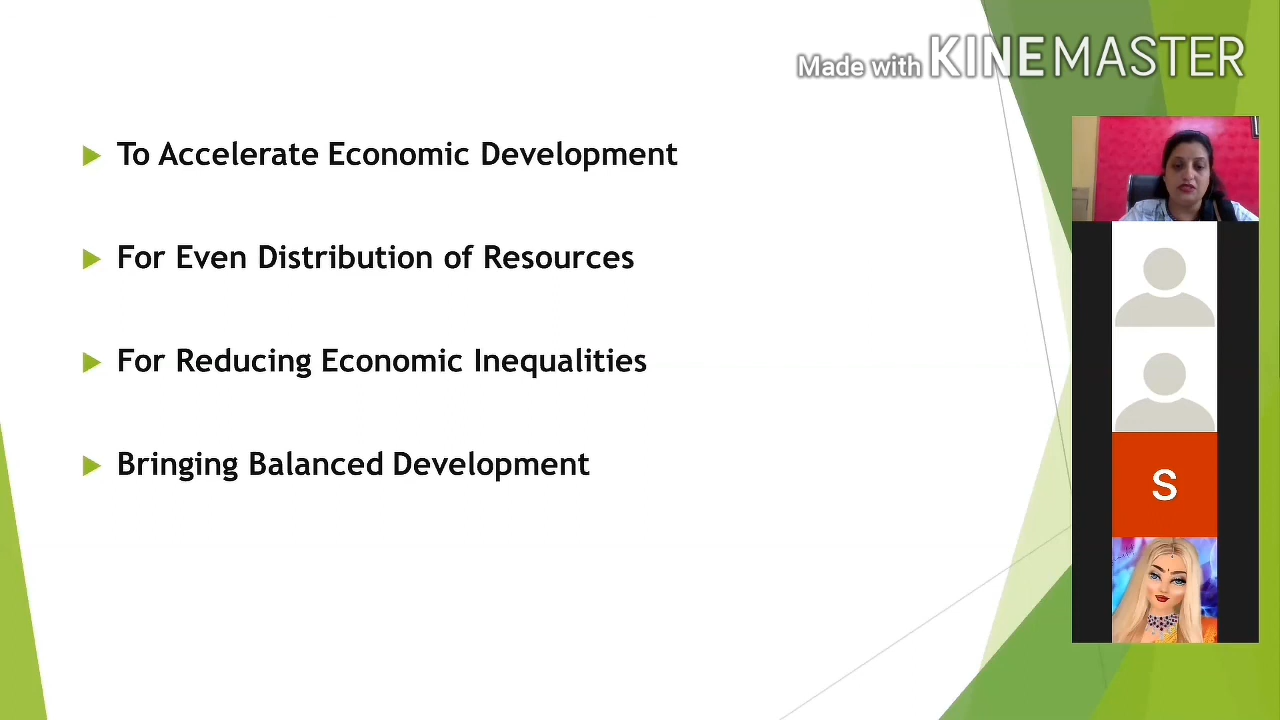 Made with KINEMASTER
To Accelerate Economic Development
For Even Distribution of Resources
For Reducing Economic Inequalities
Bringing Balanced Development
S